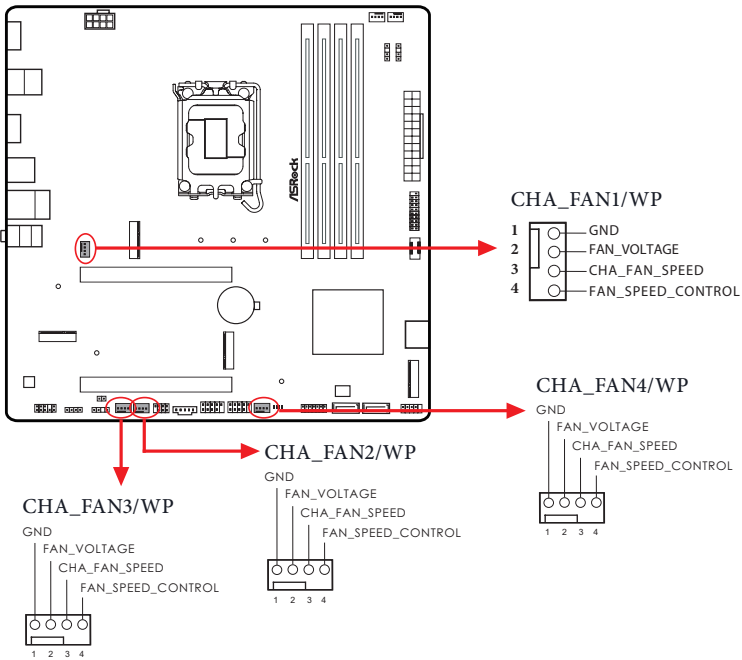 ASRock
CHA_FAN1/WP
1 GND
2 FAN_VOLTAGE
3 CHA_FAN_SPEED
4 FAN_SPEED_CONTROL
CHA_FAN4/WP
GND
FAN_VOLTAGE
CHA_FAN_SPEED
FAN_SPEED_CONTROL
1 2 3 4
CHA_FAN2/WP
GND
FAN_VOLTAGE
CHA_FAN_SPEED
FAN_SPEED_CONTROL
1 2 3 4
CHA_FAN3/WP
GND
FAN_VOLTAGE
CHA_FAN_SPEED
FAN_SPEED_CONTROL
1 2 3 4